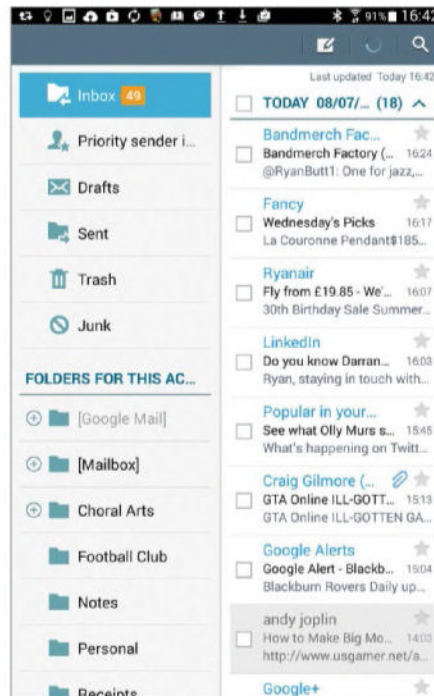 91% 16:42
Last updated Today 16:42
Inbox 49
Priority sender i...
Drafts
Sent
Trash
Junk
FOLDERS FOR THIS AC...
[Google Mail]
[Mailbox]
Choral Arts
Football Club
Notes
Personal
Receipts
TODAY 08/07/... (18)
Bandmerch Fac...
Bandmerch Factory (... 16:24
@RyanButt1: One for jazz,...
Fancy
Wednesday's Picks 16:17
La Couronne Pendant$185...
Ryanair
Fly from £19.85 - We'... 16:07
30th Birthday Sale Summer...
LinkedIn
Do you know Darran... 16:03
Ryan, staying in touch with...
Popular in your...
See what Olly Murs s... 15:45
What's happening on Twitt...
Craig Gilmore (...
GTA Online ILL-GOTT... 15:13
GTA Online ILL-GOTTEN GA...
Google Alerts
Google Alert - Blackb... 15:04
Blackburn Rovers Daily up...
andy joplin
How to Make Big Mo... 14:03
http://www.usgamer.net/a...
Google+